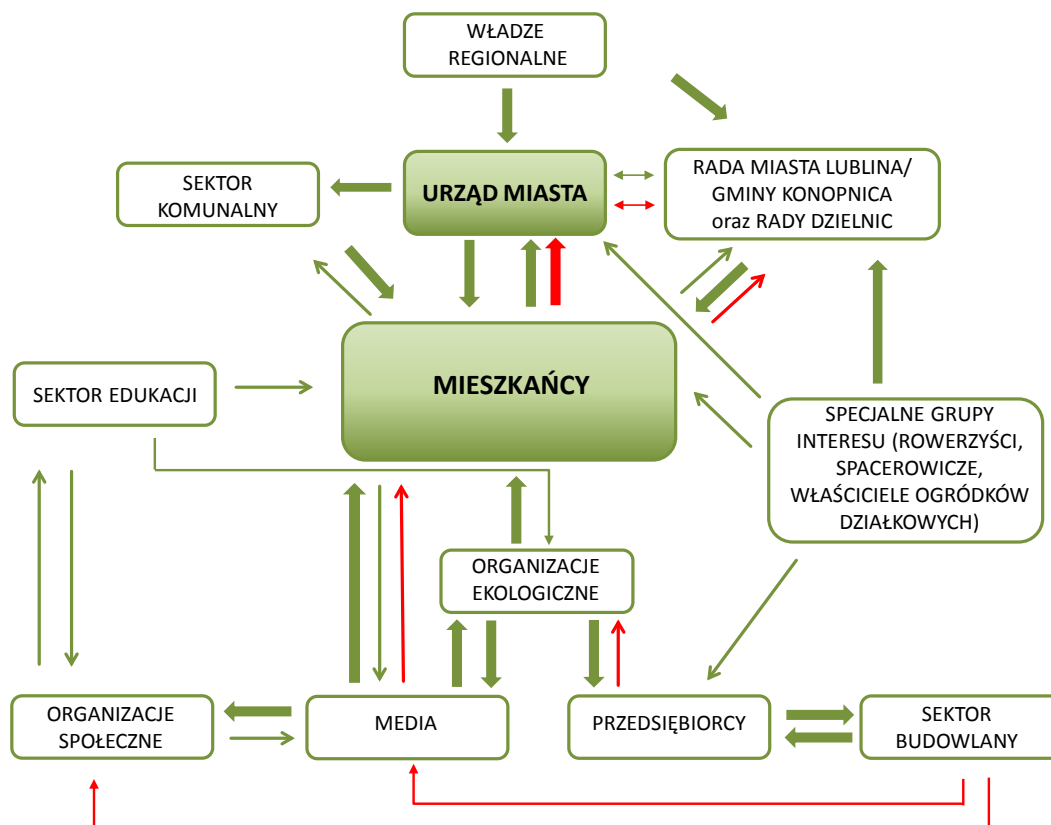 WŁADZE
REGIONALNE
SEKTOR
KOMUNALNY
URZĄD MIASTA
RADA MIASTA LUBLINA/
GMINY KONOPNICA
oraz RADY DZIELNIC
SEKTOR EDUKACJI
MIESZKAŃCY
SPECJALNE GRUPY
INTERESU (ROWERZYŚCI,
SPACEROWICZE,
WŁAŚCICIELE OGRÓDKÓW
DZIAŁKOWYCH)
ORGANIZACJE
EKOLOGICZNE
ORGANIZACJE
SPOŁECZNE
MEDIA
PRZEDSIĘBIORCY
SEKTOR
BUDOWLANY